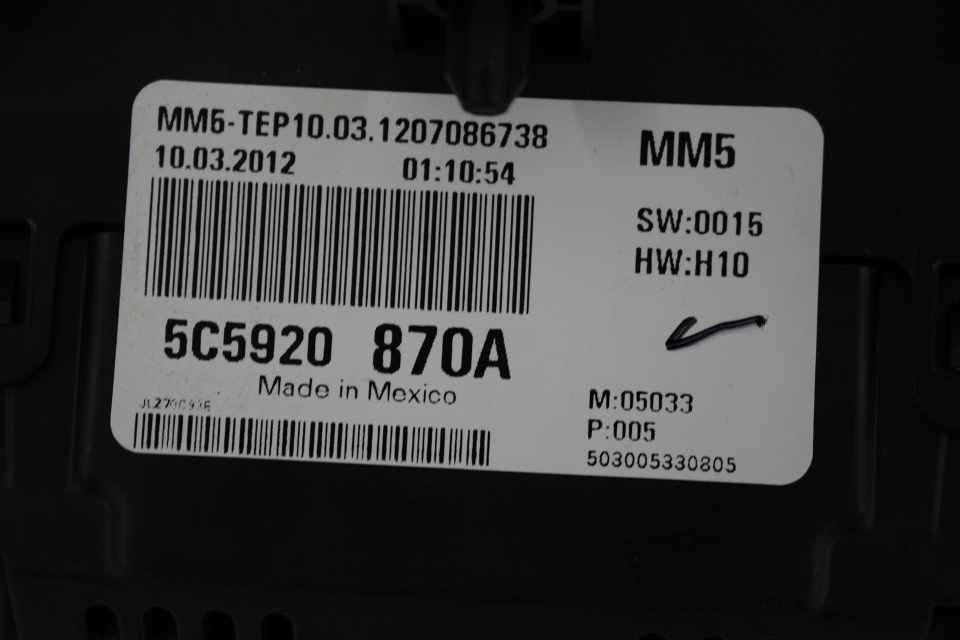 MM5-TEP10.03.1207086738
10.03.2012 01:10:54
MM5
SW:0015
HW:H10
5C5920 870A
Made in Mexico
M:05033
P:005
503005330805